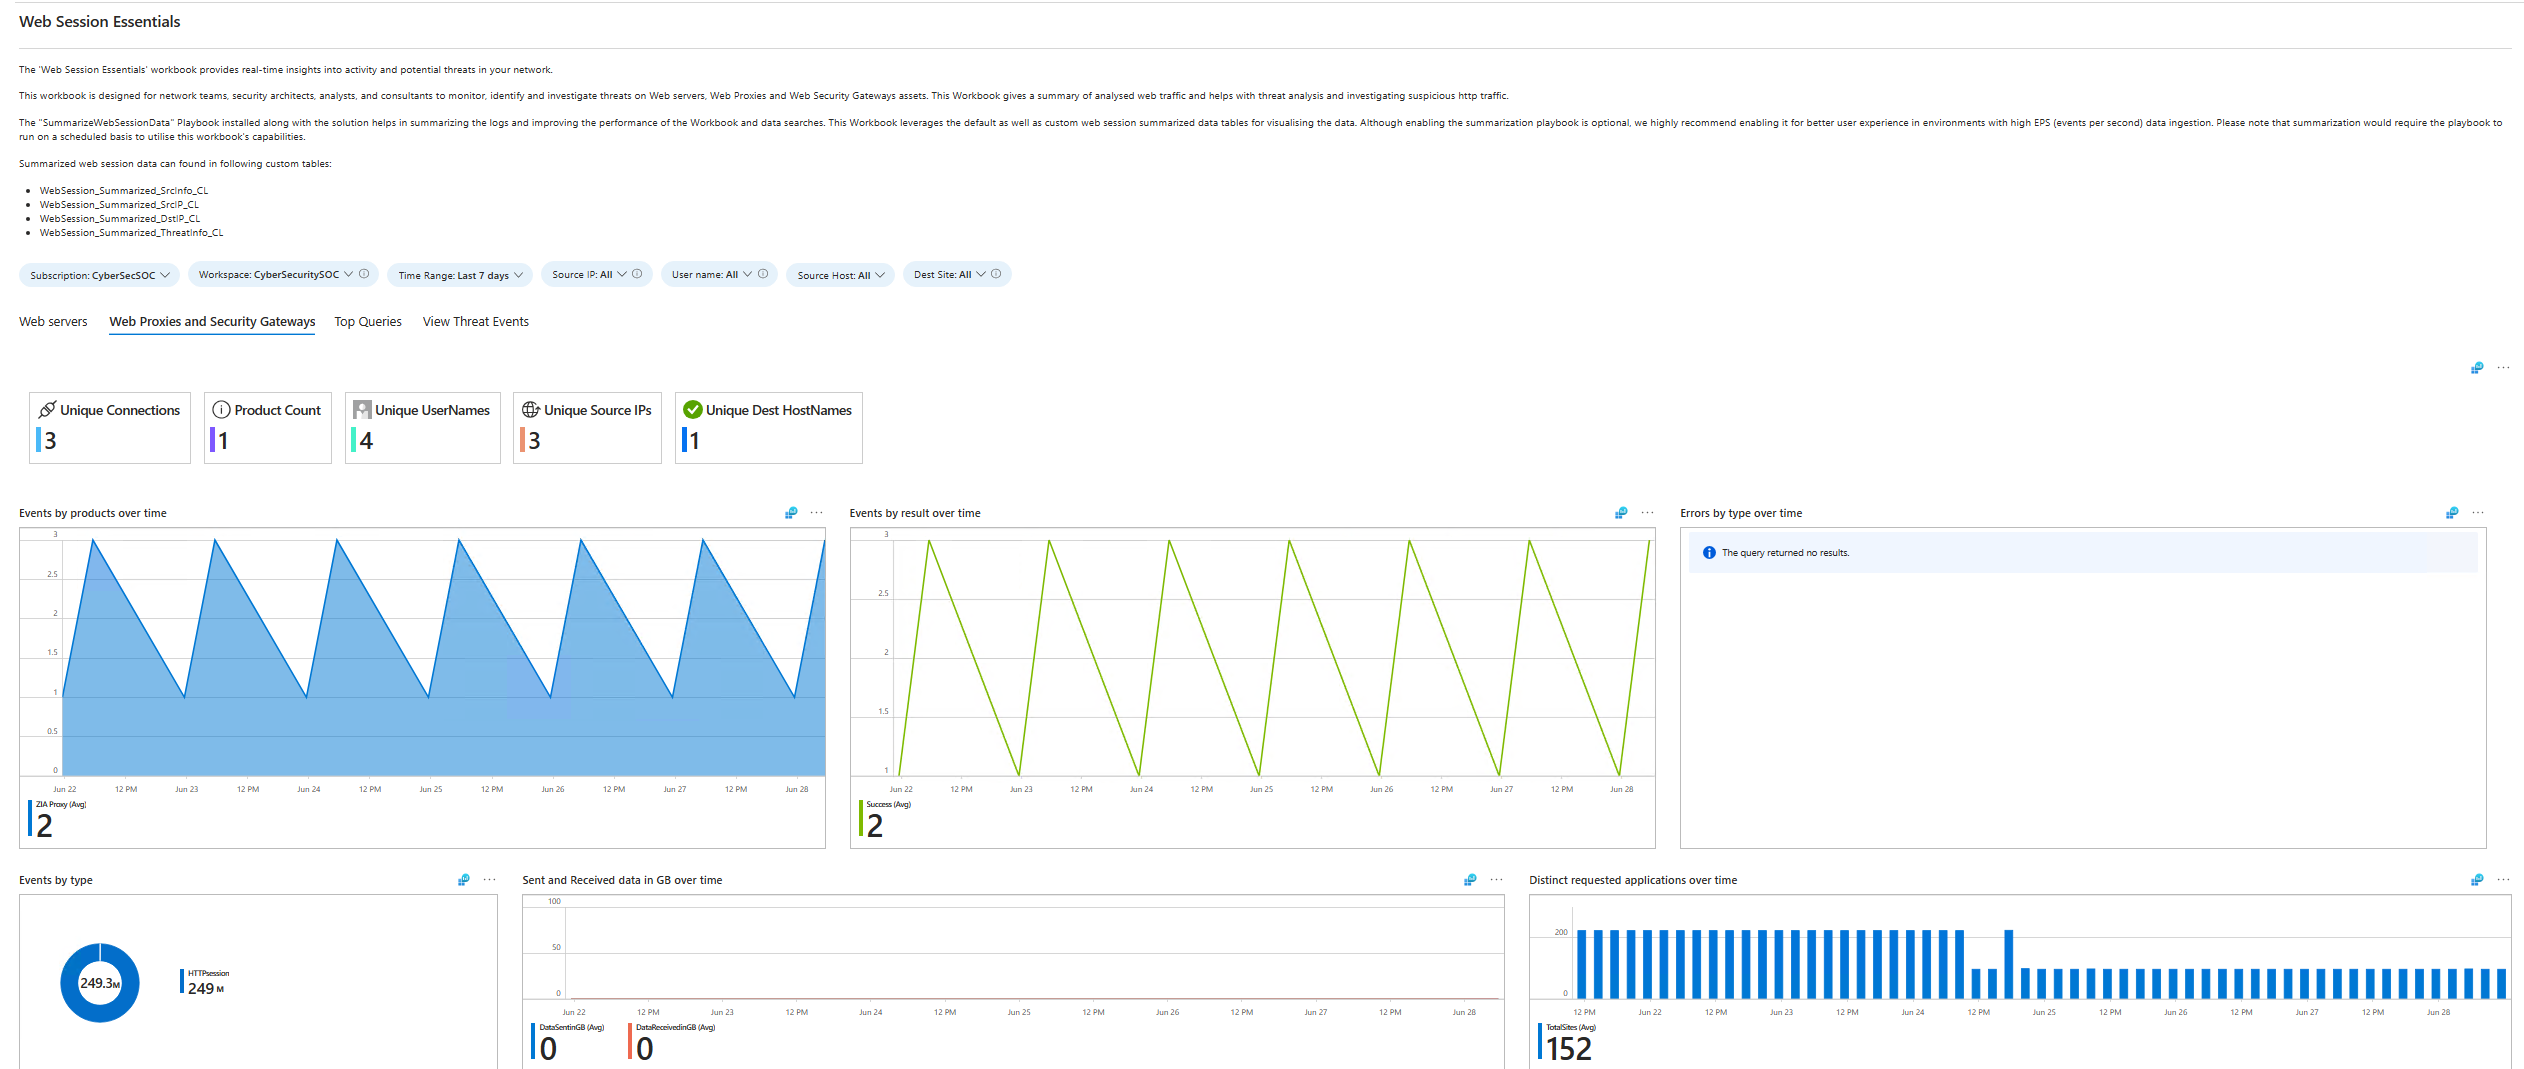 Web Session Essentials
The 'Web Session Essentials' workbook provides real-time insights into activity and potential threats in your network.
This workbook is designed for network teams, security architects, analysts, and consultants to monitor, identify and investigate threats on Web servers, Web Proxies and Web Security Gateways assets. This Workbook gives a summary of analysed web traffic and helps with threat analysis and investigating suspicious http traffic.
The "SummarizeWebSessionData" Playbook installed along with the solution helps in summarizing the logs and improving the performance of the Workbook and data searches. This Workbook leverages the default as well as custom web session summarized data tables for visualising the data. Although enabling the summarization playbook is optional, we highly recommend enabling it for better user experience in environments with high EPS (events per second) data ingestion. Please note that summarization would require the playbook to
run on a scheduled basis to utilise this workbook's capabilities.
Summarized web session data can found in following custom tables:
• WebSession_Summarized_SrcInfo_CL
• WebSession_Summarized_SrcIP_CL
• WebSession_Summarized_DstIP_CL
• WebSession_Summarized_ThreatInfo_CL
Subscription: CyberSecSOC Workspace: CyberSecuritySOC Time Range: Last 7 days Source IP: All User name: All Source Host: All Dest Site: All
Web servers Web Proxies and Security Gateways Top Queries View Threat Events
Unique Connections Product Count Unique UserNames Unique Source IPs Unique Dest HostNames
3 1 4 3 1
Events by products over time
3
2.5
2
1.5
1
0.5
0
Jun 22 12 PM Jun 23 12 PM Jun 24 12 PM Jun 25 12 PM Jun 26 12 PM Jun 27 12 PM Jun 28
ZIA Proxy (Avg)
2
Events by result over time
3
2.5
2
1.5
1
Jun 22 12 PM Jun 23 12 PM Jun 24 12 PM Jun 25 12 PM Jun 26 12 PM Jun 27 12 PM Jun 28
Success (Avg)
2
Errors by type over time
The query returned no results.
Events by type
249.3M
HTTPsession
249 M
Sent and Received data in GB over time
100
50
0
Jun 22 12 PM Jun 23 12 PM Jun 24 12 PM Jun 25 12 PM Jun 26 12 PM Jun 27 12 PM Jun 28
DataSentinGB (Avg) DataReceivedinGB (Avg)
0 0
Distinct requested applications over time
200
0
12 PM Jun 22 12 PM Jun 23 12 PM Jun 24 12 PM Jun 25 12 PM Jun 26 12 PM Jun 27 12 PM Jun 28
TotalSites (Avg)
152